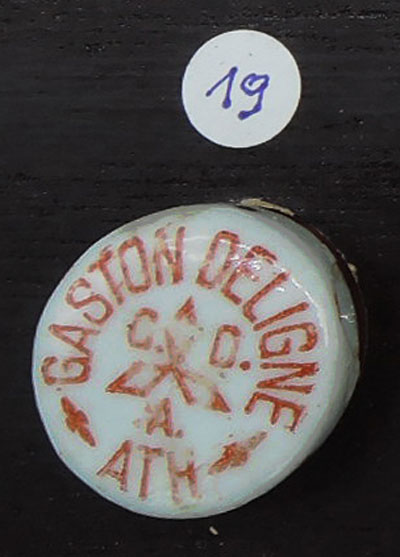 19
GASTON DELIGNE
G. D.
A.
ATH